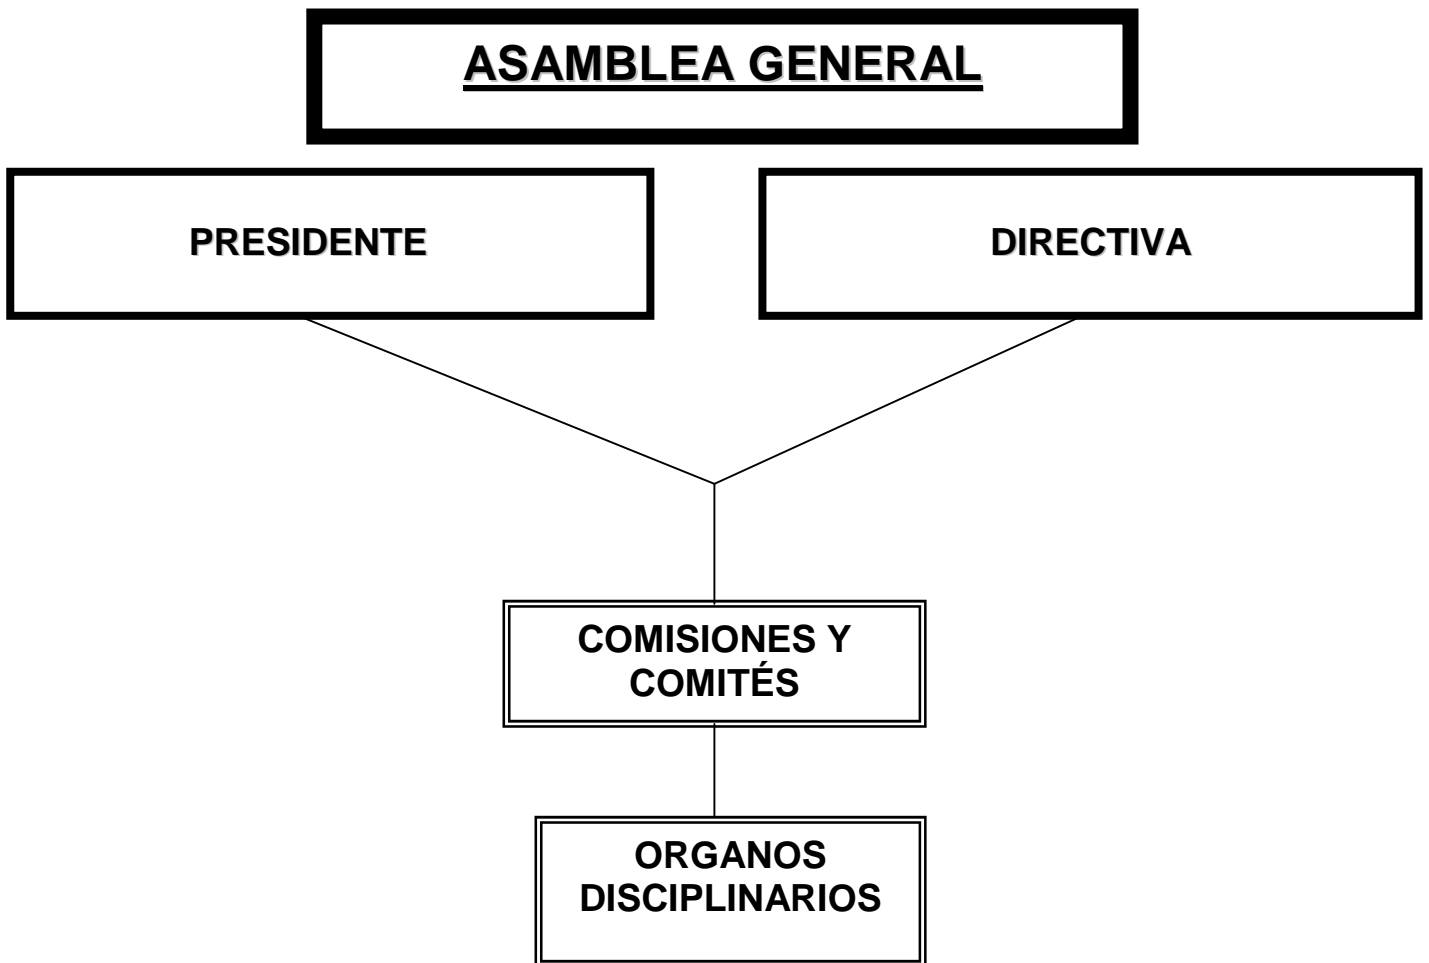 ASAMBLEA GENERAL
PRESIDENTE
DIRECTIVA
COMISIONES Y
COMITÉS
ORGANOS
DISCIPLINARIOS